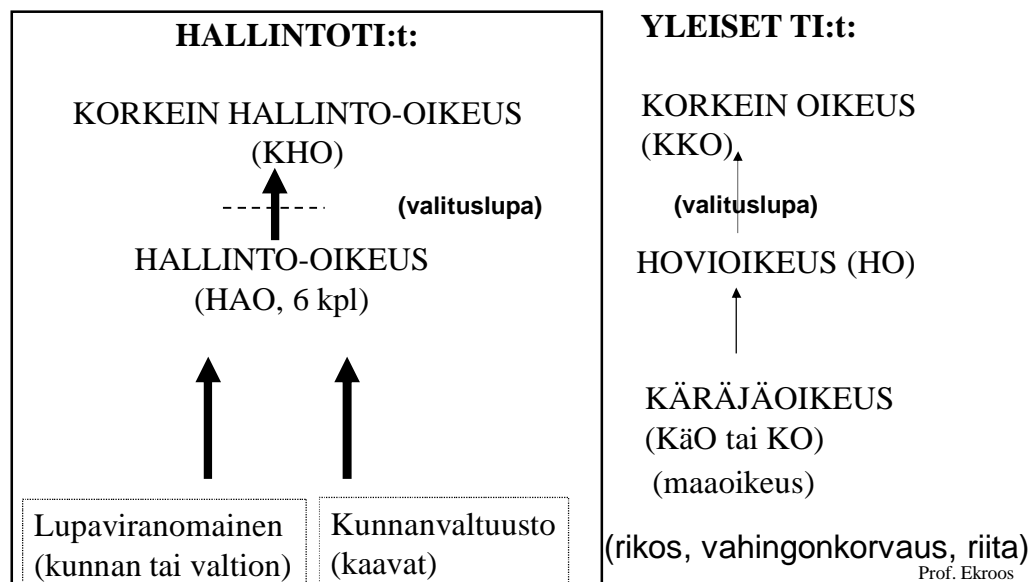 HALLINTOTI:t:
KORKEIN HALLINTO-OIKEUS
(KHO)
(valituslupa)
HALLINTO-OIKEUS
(HAO, 6 kpl)
Lupaviranomainen
(kunnan tai valtion)
Kunnanvaltuusto
(kaavat)
YLEISET TI:t:
KORKEIN OIKEUS
(KKO)
(valituslupa)
HOVIOIKEUS (HO)
KÄRÄJÄOIKEUS
(KäO tai KO)
(maaoikeus)
(rikos, vahingonkorvaus, riita)
Prof. Ekroos